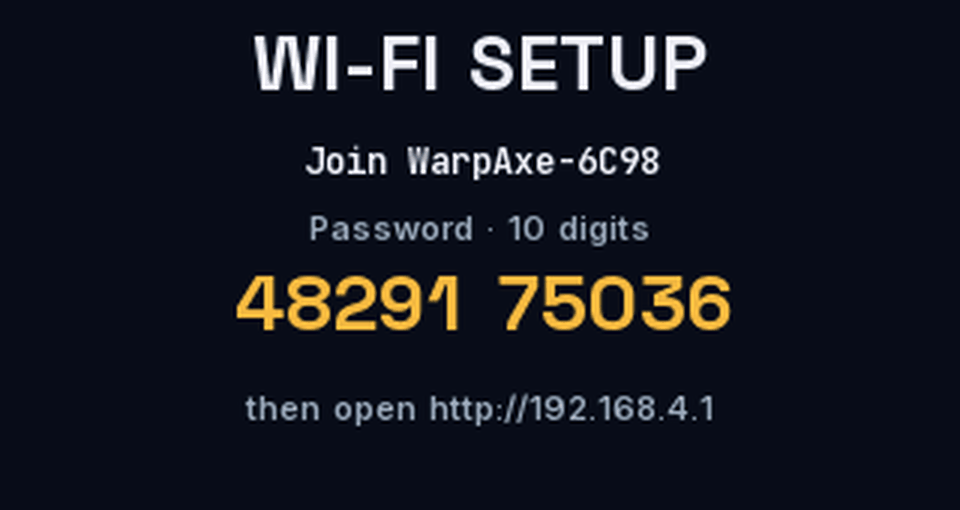 WI-FI SETUP
Join WarpAxe-6C98
Password · 10 digits
48291 75036
then open http://192.168.4.1